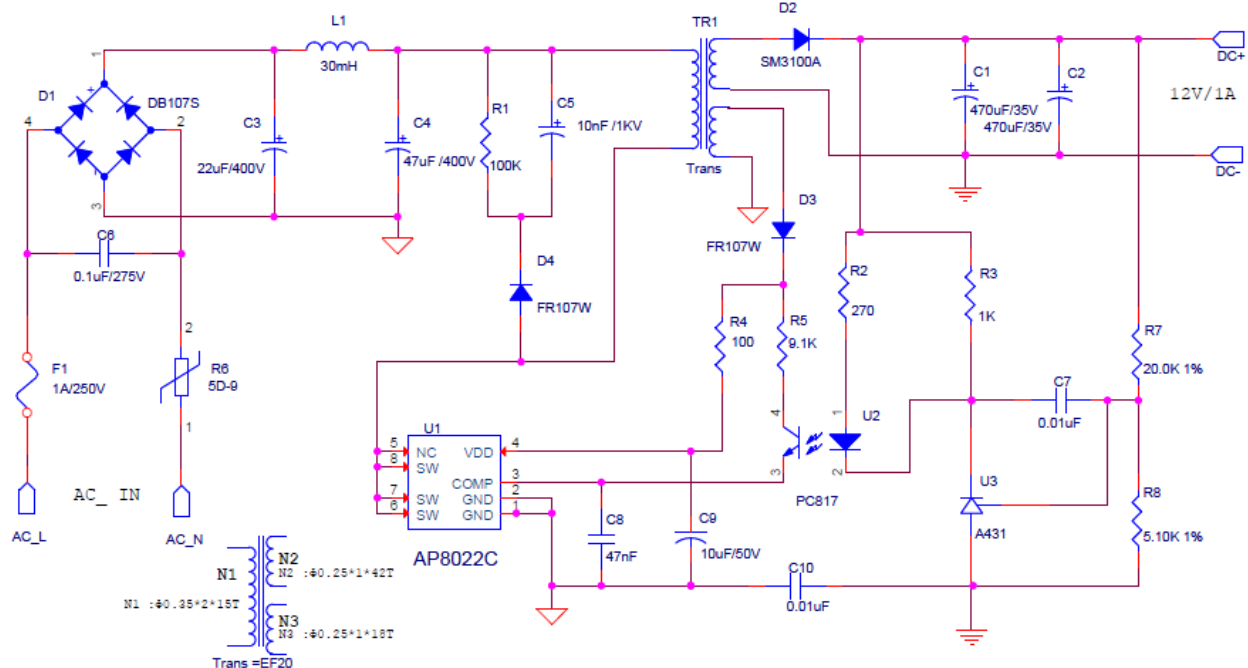 L1
30mH
TR1
Trans
D2
SM3100A
DC+
C1
470uF/35V
C2
470uF/35V
12V/1A
DC-
D1
DB107S
1
2
3
4
+
-
C3
22uF/400V
C4
47uF /400V
R1
100K
C5
10nF /1KV
D3
FR107W
D4
FR107W
C6
0.1uF/275V
R4
100
R5
9.1K
R2
270
R3
1K
R7
20.0K 1%
F1
1A/250V
2
R6
5D-9
1
C7
0.01uF
U1
5 NC VDD 4
8 SW
COMP 3
7 SW GND 2
6 SW GND 1
AP8022C
4
3
1
U2
2
PC817
U3
A431
R8
5.10K 1%
AC_ IN
AC_L
AC_N
C8
47nF
C9
10uF/50V
C10
0.01uF
N1
N2
N2 :Φ0.25*1*42T
N1 :Φ0.35*2*15T
N3
N3 :Φ0.25*1*18T
Trans =EF20